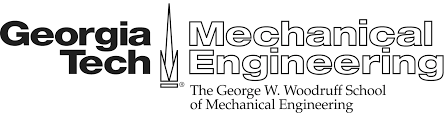 Georgia Tech
Mechanical Engineering
®
The George W. Woodruff School
of Mechanical Engineering